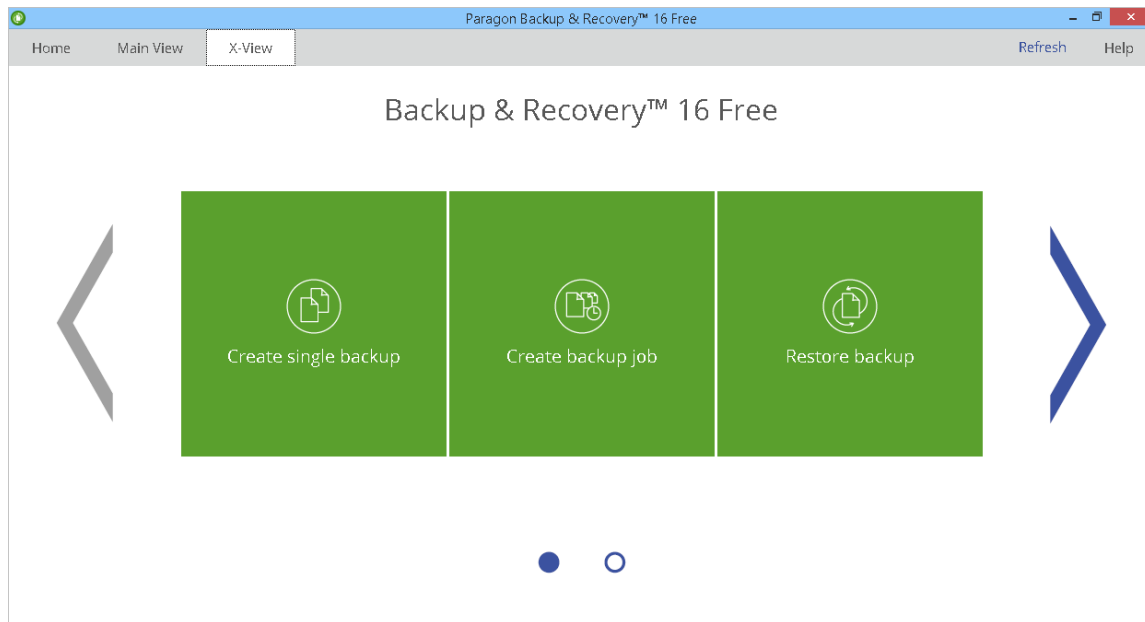 Paragon Backup & Recovery™ 16 Free
Home Main View X-View Refresh Help
Backup & Recovery™ 16 Free
Create single backup Create backup job Restore backup